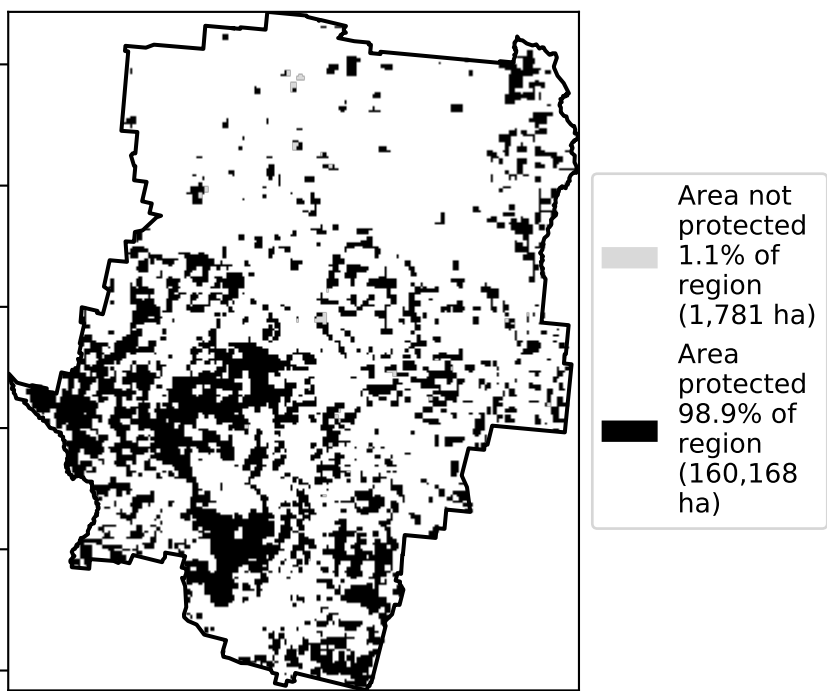 Area not
protected
1.1% of
region
(1,781 ha)
Area
protected
98.9% of
region
(160,168
ha)